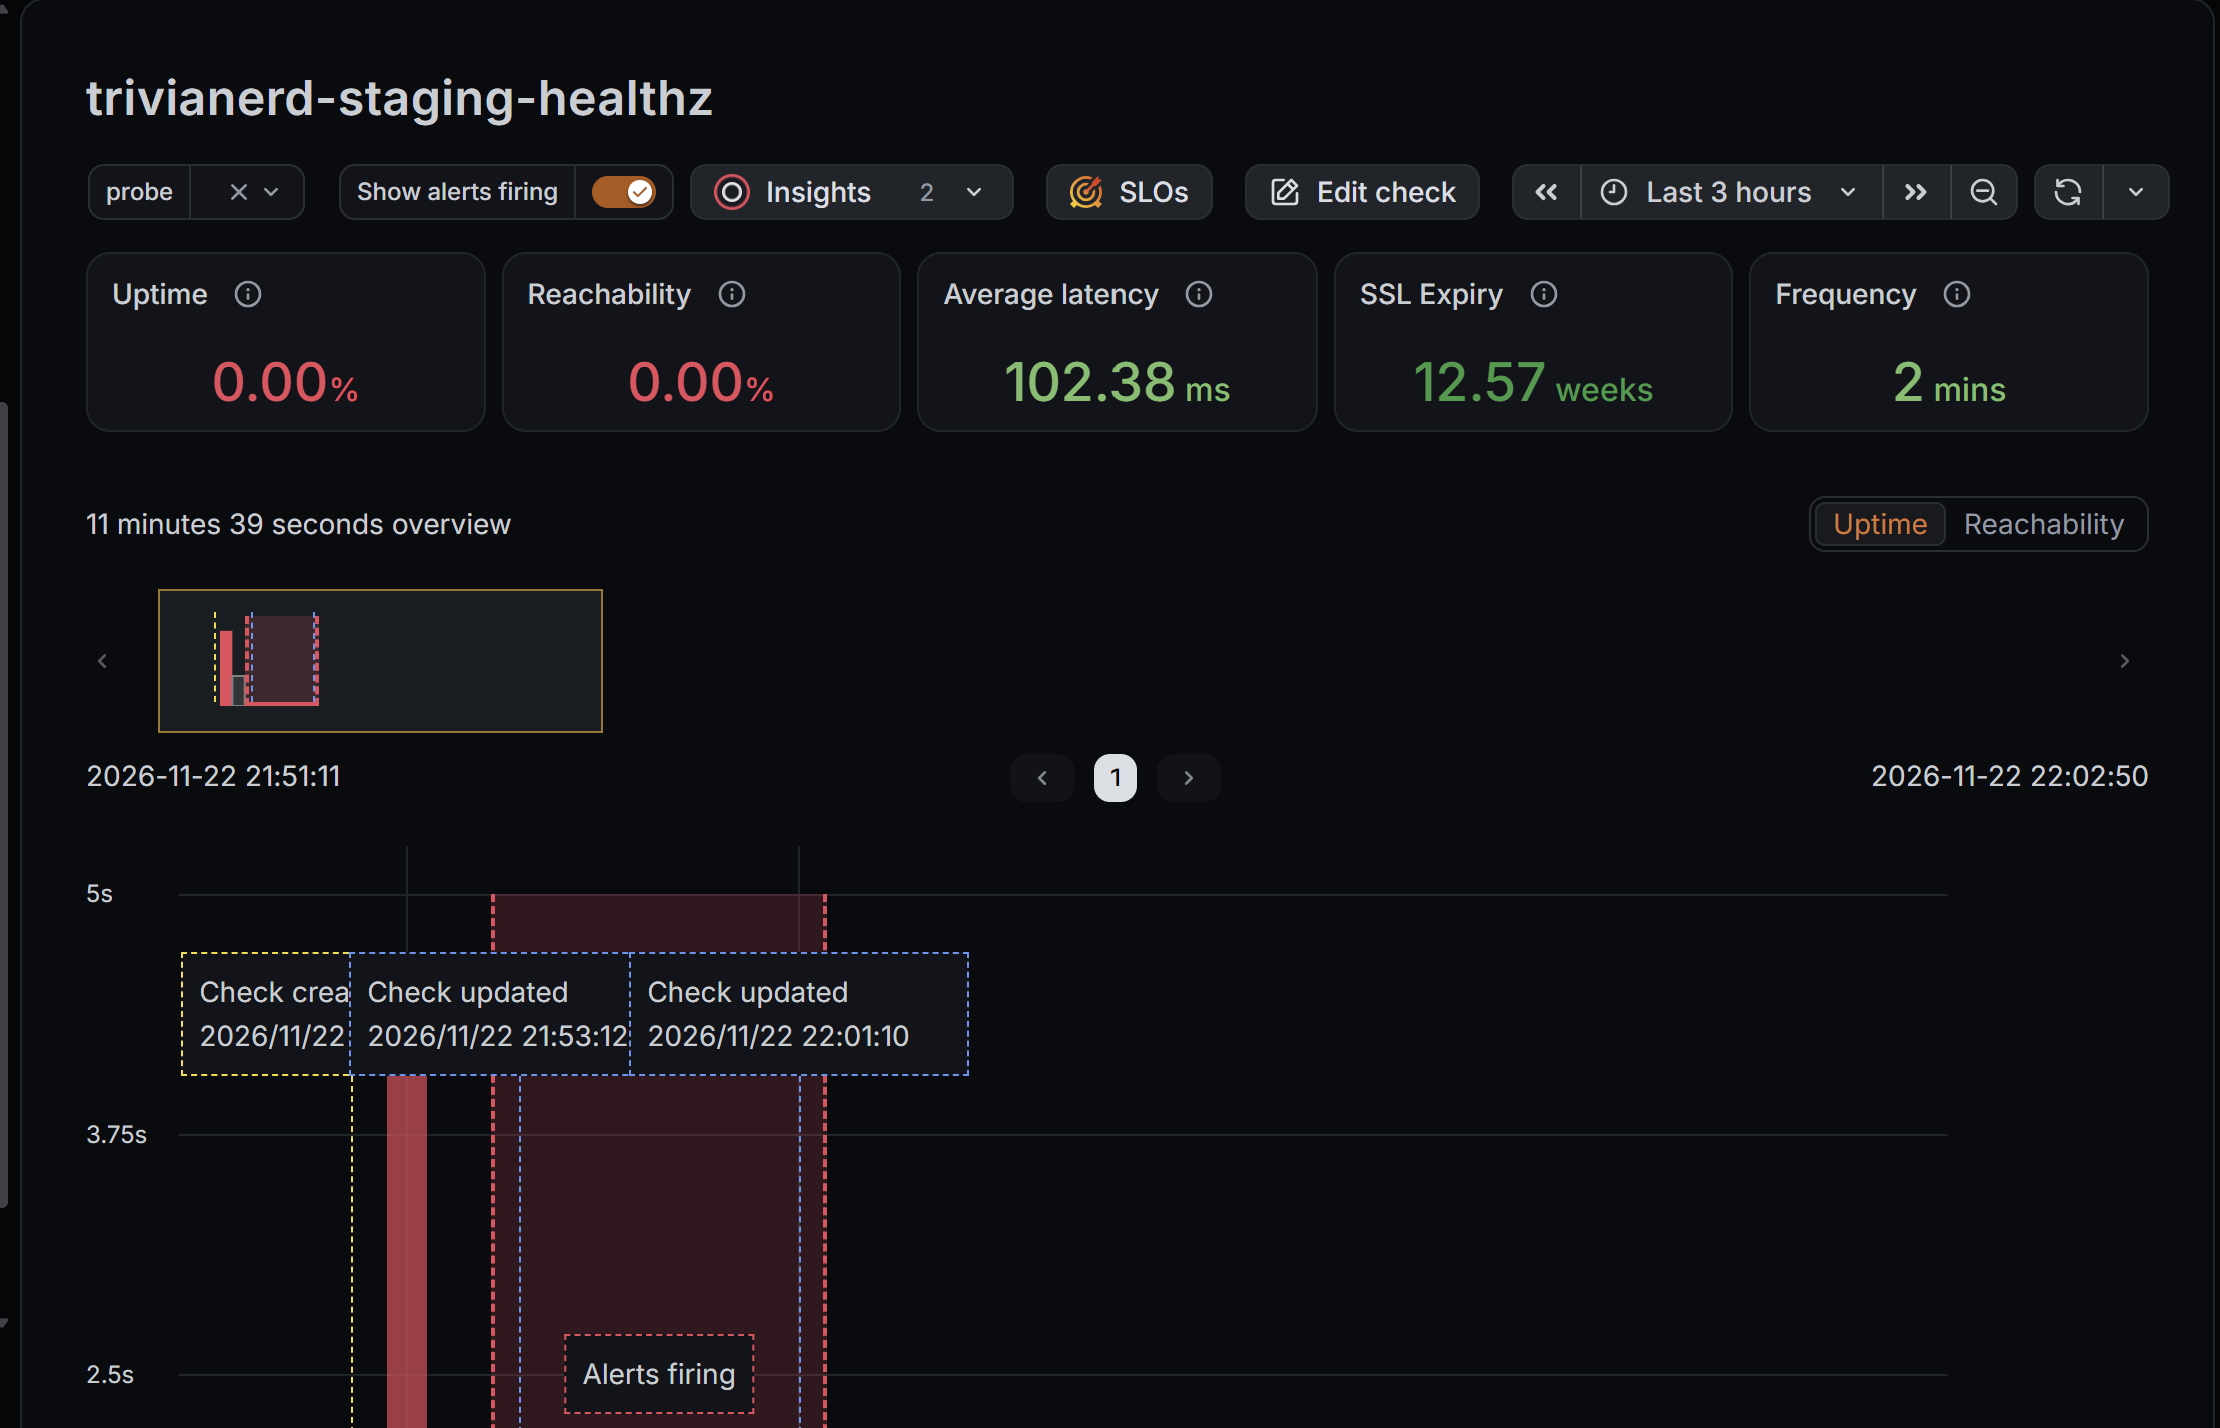 trivianerd-staging-healthz
probe
Show alerts firing
Insights 2
SLOs
Edit check
Last 3 hours
Uptime
0.00%
Reachability
0.00%
Average latency
102.38 ms
SSL Expiry
12.57 weeks
Frequency
2 mins
11 minutes 39 seconds overview
Uptime Reachability
2026-11-22 21:51:11
1
2026-11-22 22:02:50
5s
Check crea
2026/11/22
Check updated
2026/11/22 21:53:12
Check updated
2026/11/22 22:01:10
3.75s
2.5s
Alerts firing